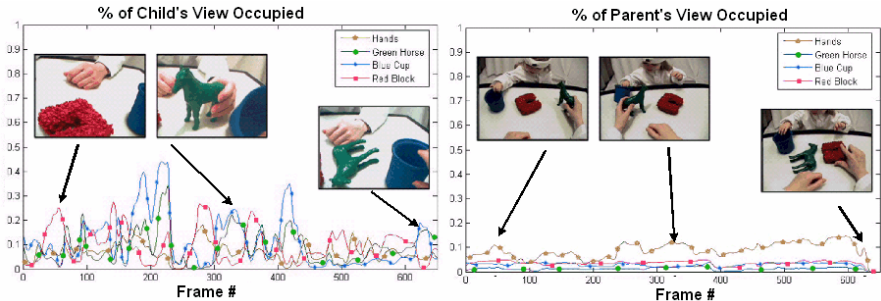 % of Child's View Occupied
1
0.9
0.8
0.7
0.6
0.5
0.4
0.3
0.2
0.1
0
0 100 200 300 400 500 600
Frame #
Hands
Green Horse
Blue Cup
Red Block
% of Parent's View Occupied
1
0.9
0.8
0.7
0.6
0.5
0.4
0.3
0.2
0.1
0
0 100 200 300 400 500 600
Frame #
Hands
Green Horse
Blue Cup
Red Block